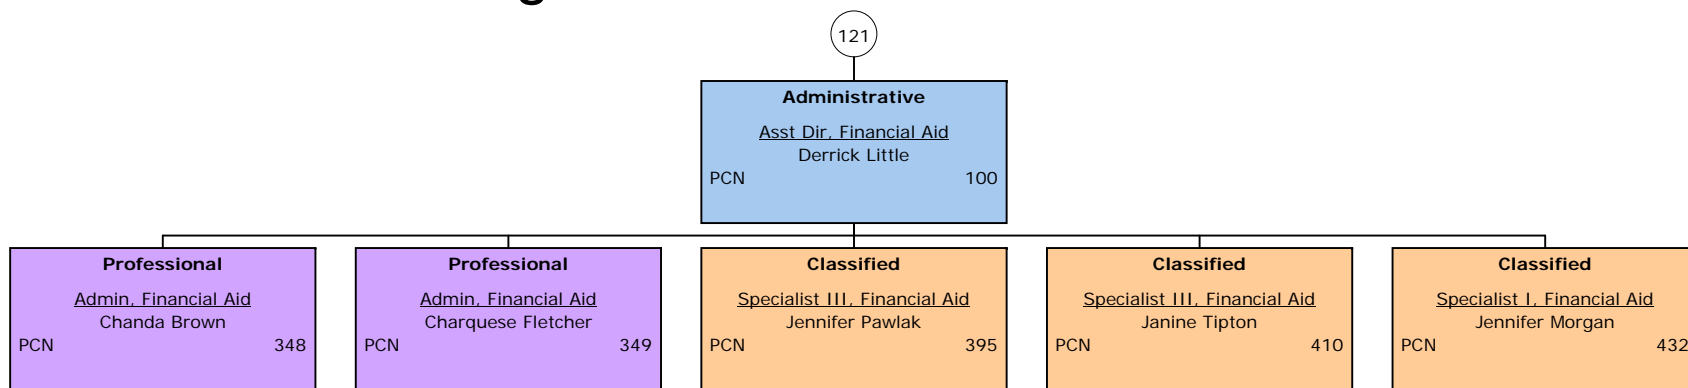 121
Administrative
Asst Dir, Financial Aid
Derrick Little
PCN 100
Professional
Admin, Financial Aid
Chanda Brown
PCN 348
Professional
Admin, Financial Aid
Charquese Fletcher
PCN 349
Classified
Specialist III, Financial Aid
Jennifer Pawlak
PCN 395
Classified
Specialist III, Financial Aid
Janine Tipton
PCN 410
Classified
Specialist I, Financial Aid
Jennifer Morgan
PCN 432